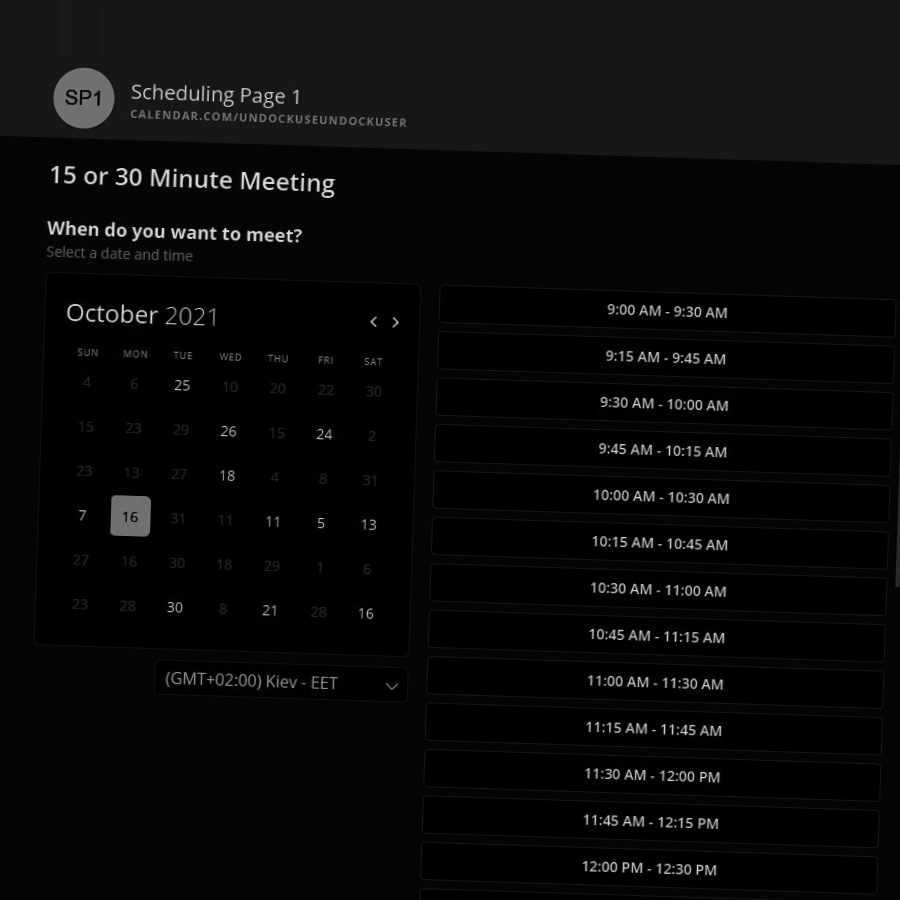 SP1
Scheduling Page 1
CALENDAR.COM/UNDOCKUSEUNDOCKUSER
15 or 30 Minute Meeting
When do you want to meet?
Select a date and time
October 2021
SUN MON TUE WED THU FRI SAT
4 6 25 10 20 22 30
15 23 29 26 15 24 2
23 13 27 18 4 8 31
7 16 31 11 11 5 13
27 16 30 18 29 1 6
23 28 30 8 21 28 16
(GMT+02:00) Kiev - EET
9:00 AM - 9:30 AM
9:15 AM - 9:45 AM
9:30 AM - 10:00 AM
9:45 AM - 10:15 AM
10:00 AM - 10:30 AM
10:15 AM - 10:45 AM
10:30 AM - 11:00 AM
10:45 AM - 11:15 AM
11:00 AM - 11:30 AM
11:15 AM - 11:45 AM
11:30 AM - 12:00 PM
11:45 AM - 12:15 PM
12:00 PM - 12:30 PM